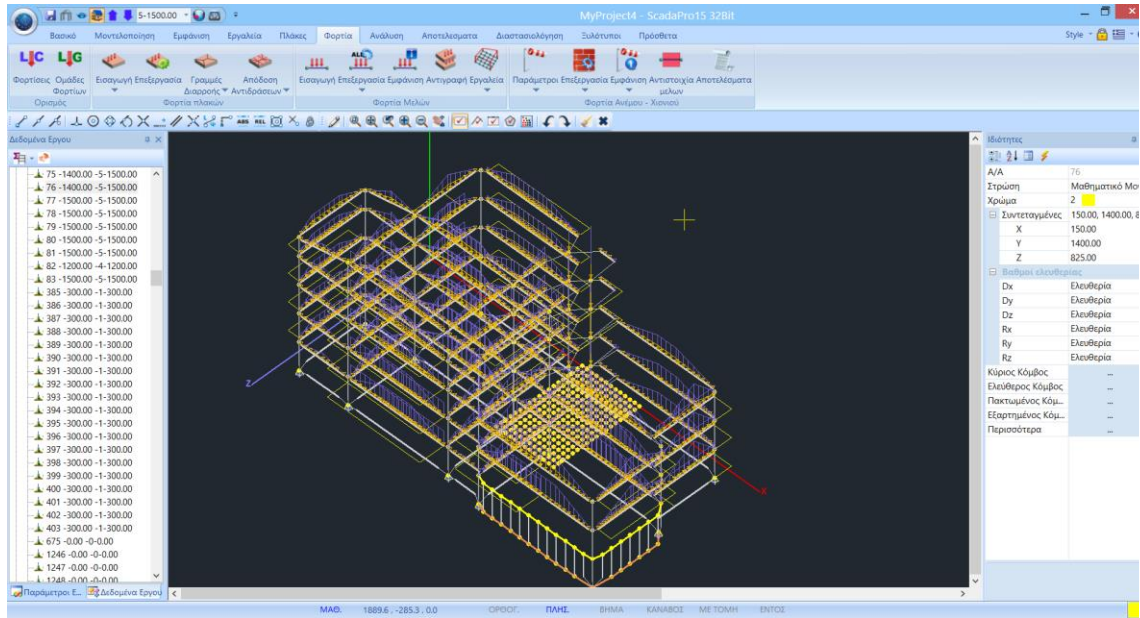 5-1500.00
MyProject4 - ScadaPro15 32Bit
Βασικό Μοντελοποίηση Εμφάνιση Εργαλεία Πλάκες Φορτία Ανάλυση Αποτελεσματα Διαστασιολόγηση Ξυλότυποι Πρόσθετα Style
Φορτίσεις Ομάδες Φορτίων Εισαγωγή Επεξεργασία Γραμμές Διαρροής Απόδοση Αντιδράσεων Εισαγωγή Επεξεργασία Εμφάνιση Αντιγραφή Εργαλεία Παράμετροι Επεξεργασία Εμφάνιση Αντιστοιχία μελων Αποτελέσματα
Ορισμός Φορτία πλακών Φορτία Μελών Φορτία Ανέμου - Χιονιού
Δεδομένα Εργου
75 -1400.00 -5-1500.00
76 -1400.00 -5-1500.00
77 -1500.00 -5-1500.00
78 -1500.00 -5-1500.00
79 -1500.00 -5-1500.00
80 -1500.00 -5-1500.00
81 -1500.00 -5-1500.00
82 -1200.00 -4-1200.00
83 -1500.00 -5-1500.00
385 -300.00 -1-300.00
386 -300.00 -1-300.00
387 -300.00 -1-300.00
388 -300.00 -1-300.00
389 -300.00 -1-300.00
390 -300.00 -1-300.00
391 -300.00 -1-300.00
392 -300.00 -1-300.00
393 -300.00 -1-300.00
394 -300.00 -1-300.00
395 -300.00 -1-300.00
396 -300.00 -1-300.00
397 -300.00 -1-300.00
398 -300.00 -1-300.00
399 -300.00 -1-300.00
400 -300.00 -1-300.00
401 -300.00 -1-300.00
402 -300.00 -1-300.00
403 -300.00 -1-300.00
675 -0.00 -0-0.00
1246 -0.00 -0-0.00
1247 -0.00 -0-0.00
1248 -0.00 -0-0.00
Παράμετροι Ε... Δεδομένα Εργου
z
x
Ιδιότητες
Α/Α 76
Στρώση Μαθηματικό Μο
Χρώμα 2
Συντεταγμένες 150.00, 1400.00, 8
X 150.00
Y 1400.00
Z 825.00
Βαθμοί ελευθερίας
Dx Ελευθερία
Dy Ελευθερία
Dz Ελευθερία
Rx Ελευθερία
Ry Ελευθερία
Rz Ελευθερία
Κύριος Κόμβος ...
Ελεύθερος Κόμβος ...
Πακτωμένος Κόμ... ...
Εξαρτημένος Κόμ... ...
Περισσότερα ...
ΜΑΘ. 1889.6 , -285.3 , 0.0 ΟΡΘΟΓ. ΠΛΗΣ. ΒΗΜΑ ΚΑΝΑΒΟΣ ΜΕ ΤΟΜΗ ΕΝΤΟΣ